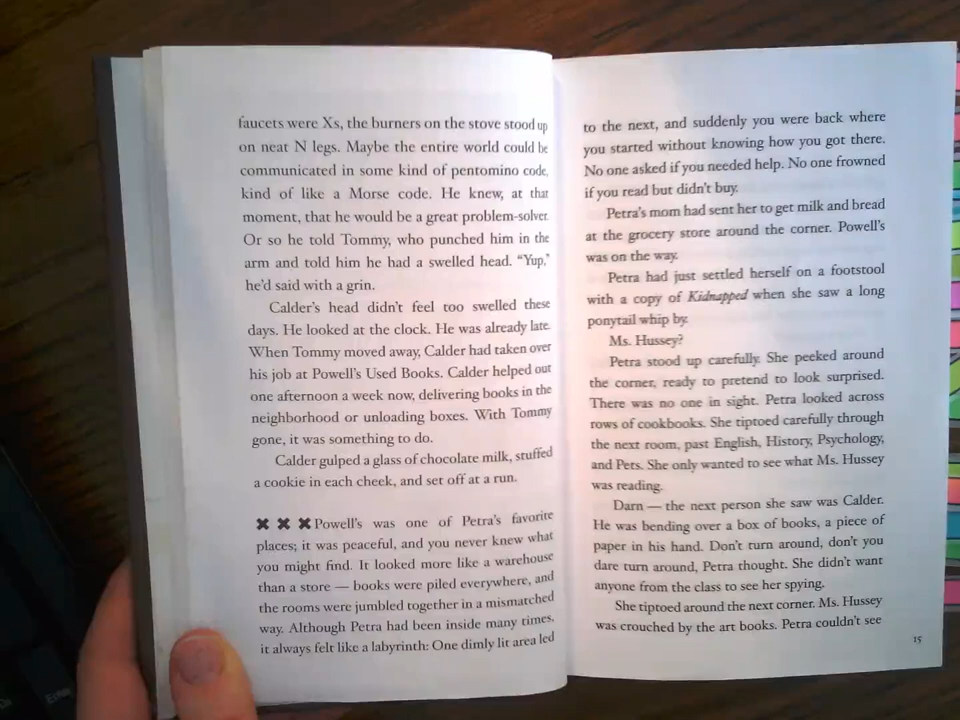 faucets were Xs, the burners on the stove stood up
on neat N legs. Maybe the entire world could be
communicated in some kind of pentomino code,
kind of like a Morse code. He knew, at that
moment, that he would be a great problem-solver.
Or so he told Tommy, who punched him in the
arm and told him he had a swelled head. “Yup,”
he’d said with a grin.
Calder’s head didn’t feel too swelled these
days. He looked at the clock. He was already late.
When Tommy moved away, Calder had taken over
his job at Powell’s Used Books. Calder helped out
one afternoon a week now, delivering books in the
neighborhood or unloading boxes. With Tommy
gone, it was something to do.
Calder gulped a glass of chocolate milk, stuffed
a cookie in each cheek, and set off at a run.
✖ ✖ ✖ Powell’s was one of Petra’s favorite
places; it was peaceful, and you never knew what
you might find. It looked more like a warehouse
than a store — books were piled everywhere, and
the rooms were jumbled together in a mismatched
way. Although Petra had been inside many times,
it always felt like a labyrinth: One dimly lit area led
to the next, and suddenly you were back where
you started without knowing how you got there.
No one asked if you needed help. No one frowned
if you read but didn’t buy.
Petra’s mom had sent her to get milk and bread
at the grocery store around the corner. Powell’s
was on the way.
Petra had just settled herself on a footstool
with a copy of Kidnapped when she saw a long
ponytail whip by.
Ms. Hussey?
Petra stood up carefully. She peeked around
the corner, ready to pretend to look surprised.
There was no one in sight. Petra looked across
rows of cookbooks. She tiptoed carefully through
the next room, past English, History, Psychology,
and Pets. She only wanted to see what Ms. Hussey
was reading.
Darn — the next person she saw was Calder.
He was bending over a box of books, a piece of
paper in his hand. Don’t turn around, don’t you
dare turn around, Petra thought. She didn’t want
anyone from the class to see her spying.
She tiptoed around the next corner. Ms. Hussey
was crouched by the art books. Petra couldn’t see
15